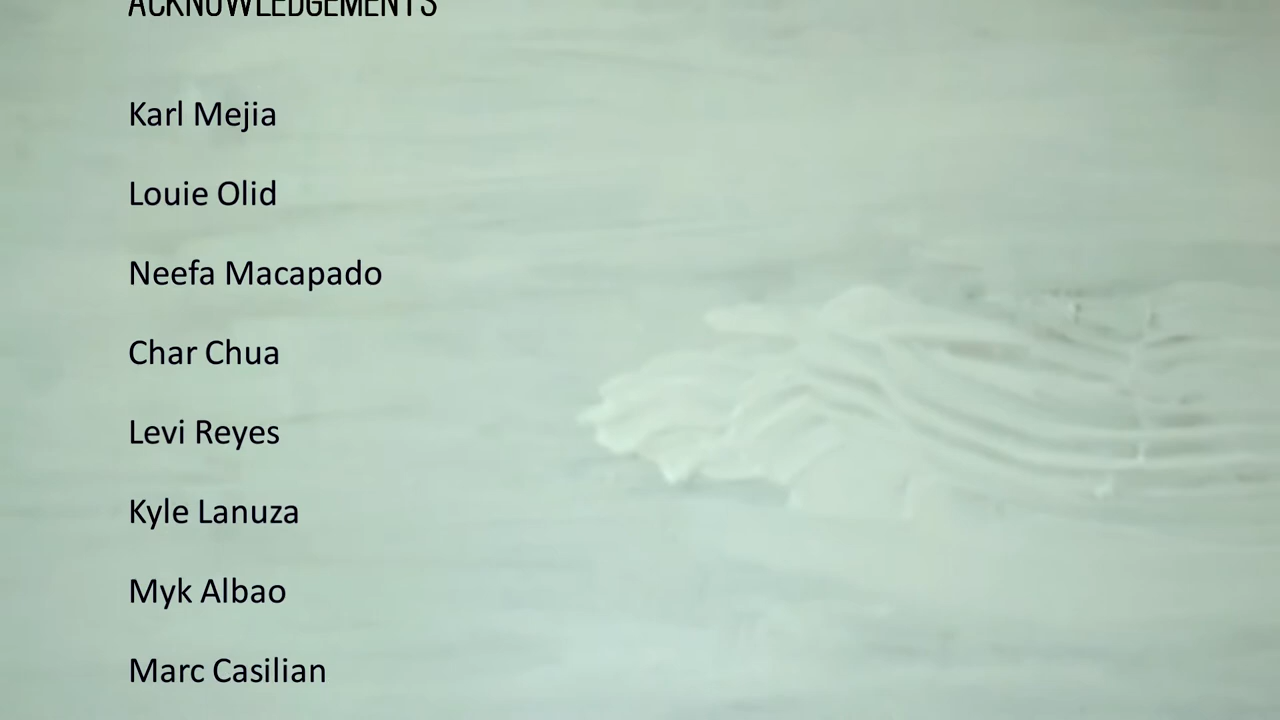 ACKNOWLEDGEMENTS
Karl Mejia
Louie Olid
Neefa Macapado
Char Chua
Levi Reyes
Kyle Lanuza
Myk Albao
Marc Casilian